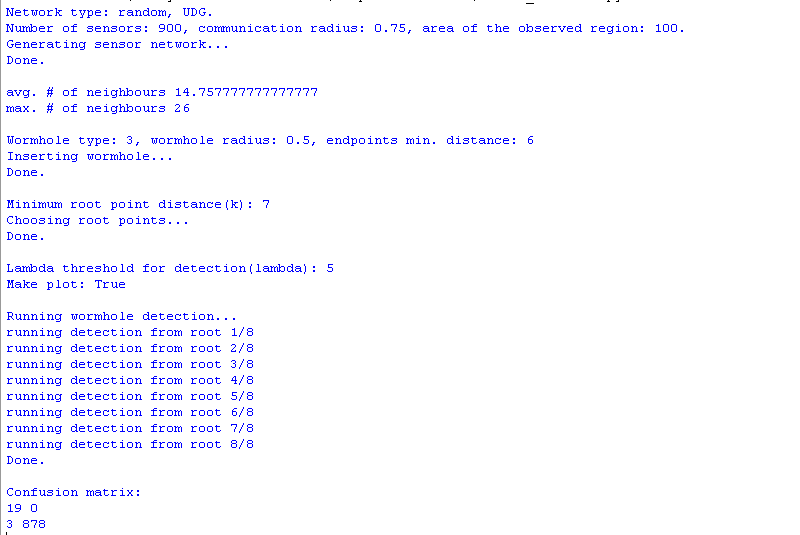 Network type: random, UDG.
Number of sensors: 900, communication radius: 0.75, area of the observed region: 100.
Generating sensor network...
Done.
avg. # of neighbours 14.757777777777777
max. # of neighbours 26
Wormhole type: 3, wormhole radius: 0.5, endpoints min. distance: 6
Inserting wormhole...
Done.
Minimum root point distance(k): 7
Choosing root points...
Done.
Lambda threshold for detection(lambda): 5
Make plot: True
Running wormhole detection...
running detection from root 1/8
running detection from root 2/8
running detection from root 3/8
running detection from root 4/8
running detection from root 5/8
running detection from root 6/8
running detection from root 7/8
running detection from root 8/8
Done.
Confusion matrix:
19 0
3 878